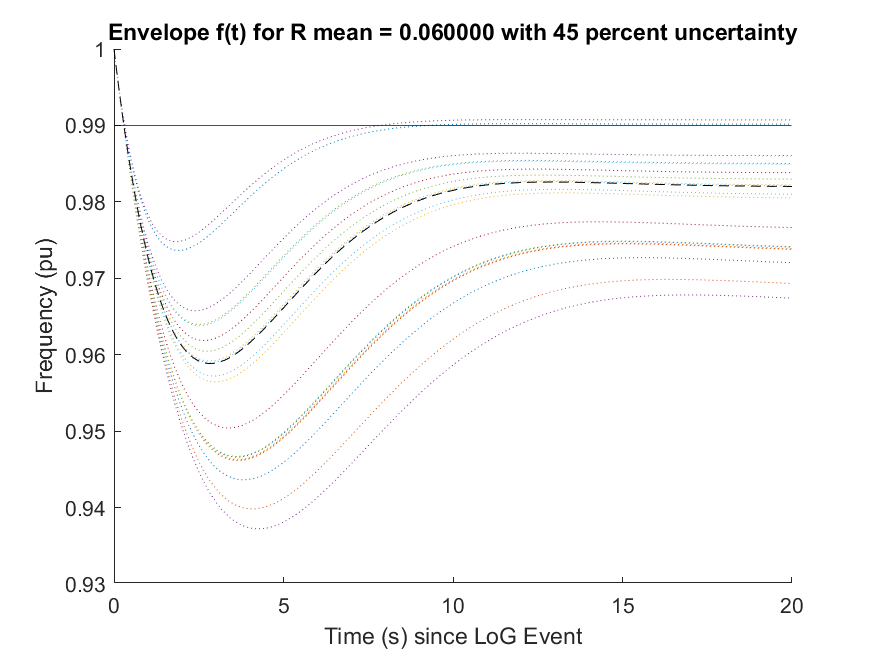 Envelope f(t) for R mean = 0.060000 with 45 percent uncertainty
1
0.99
0.98
0.97
0.96
0.95
0.94
0.93
Frequency (pu)
0 5 10 15 20
Time (s) since LoG Event